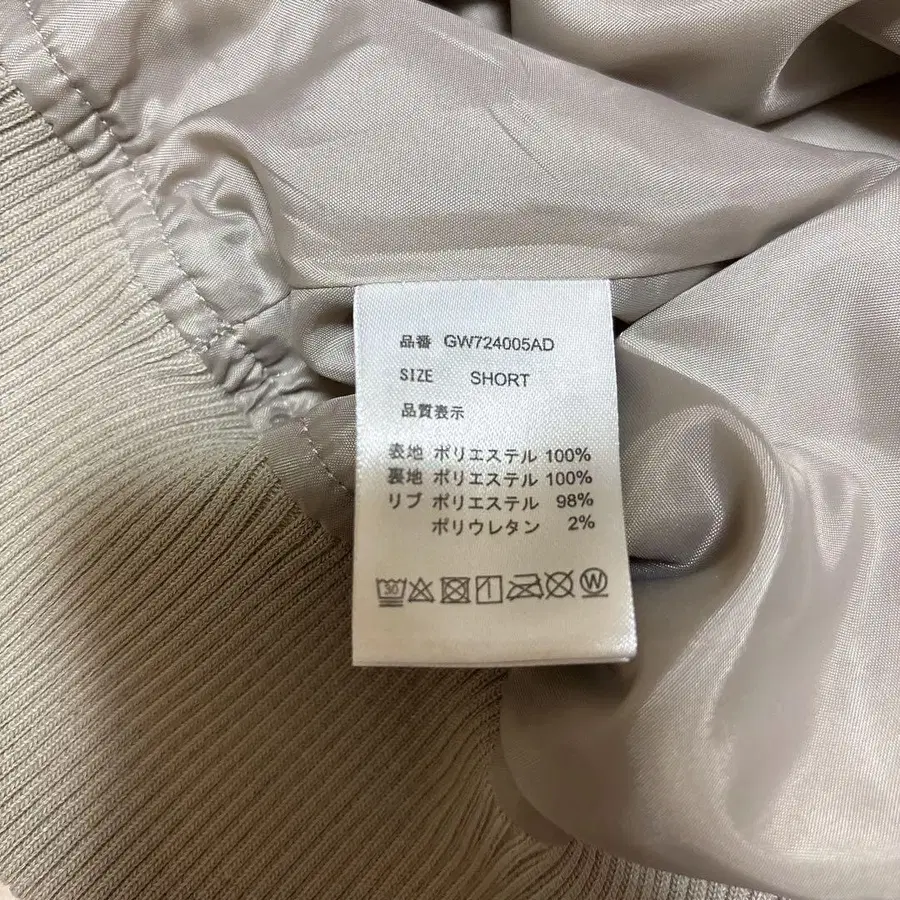 品番 GW724005AD
SIZE SHORT
品質表示
表地 ポリエステル 100%
裏地 ポリエステル 100%
リブ ポリエステル 98%
ポリウレタン 2%
30 W